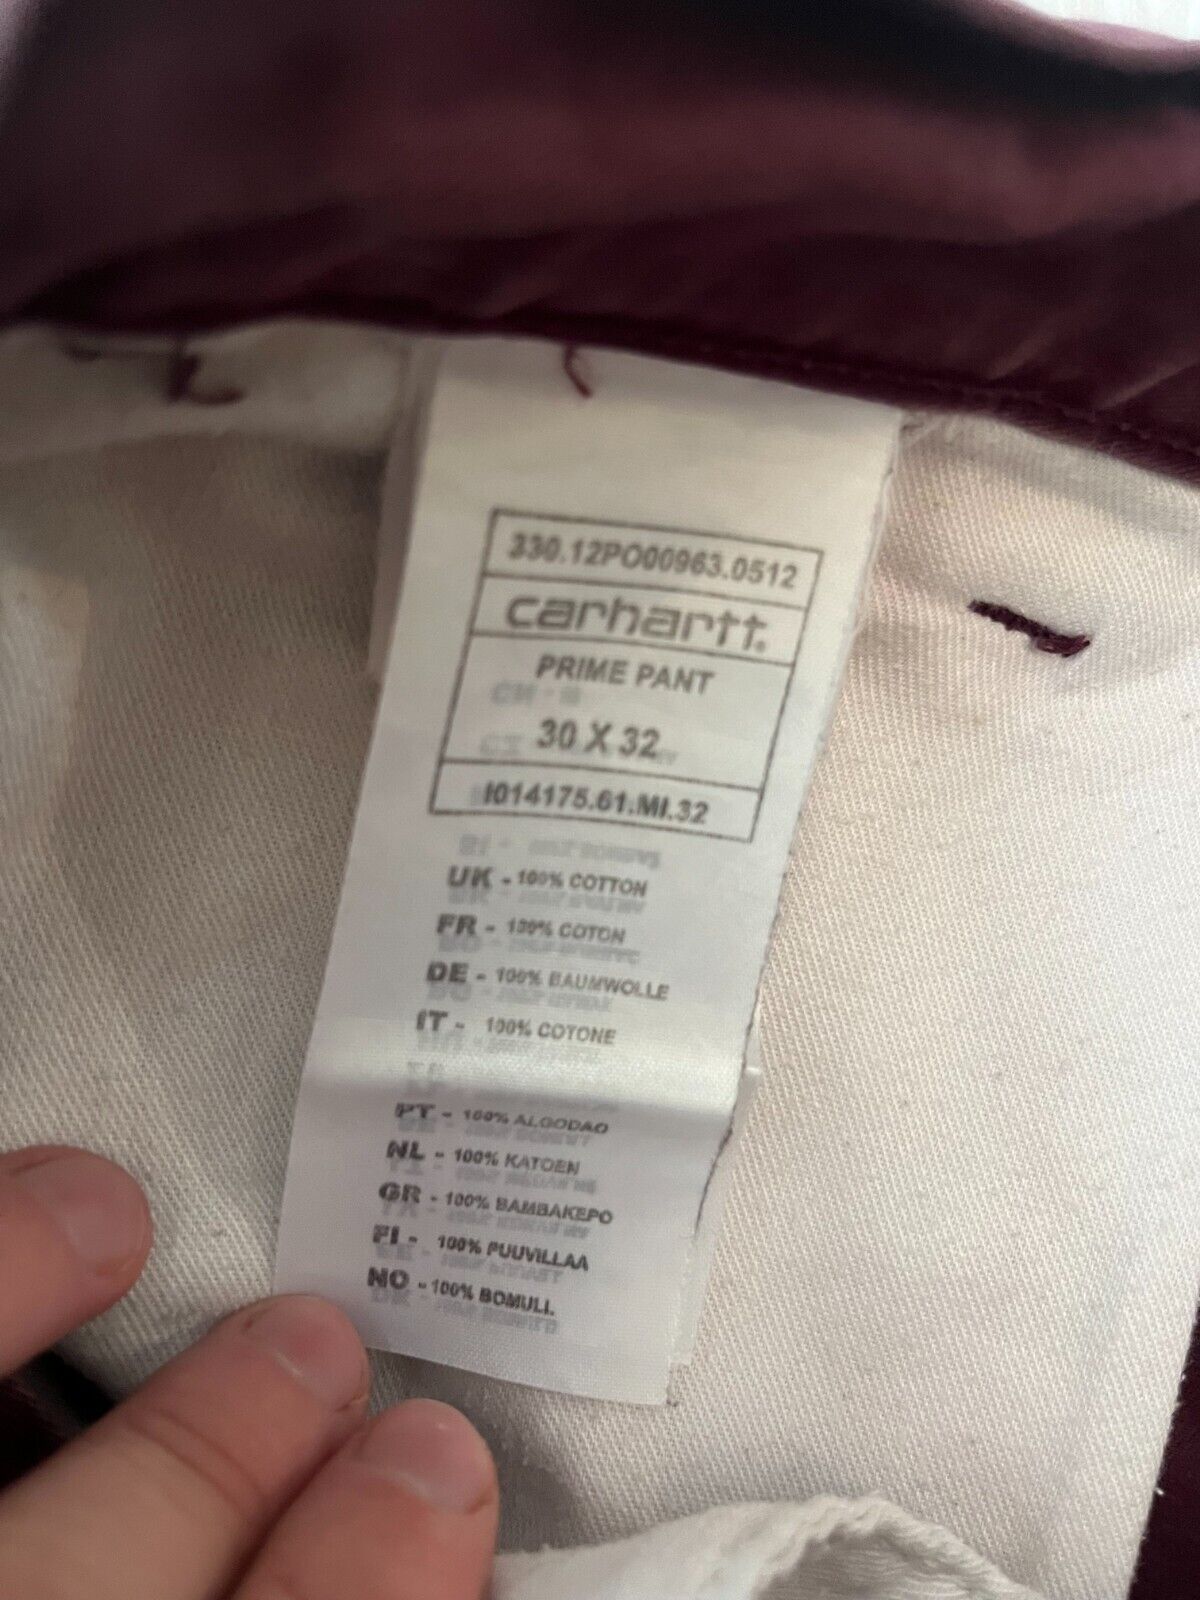 330.12PO00963.0512
carhartt.
PRIME PANT
30 X 32
I014175.61.MI.32
UK - 100% COTTON
FR - 100% COTON
DE - 100% BAUMWOLLE
IT - 100% COTONE
PT - 100% ALGODAO
NL - 100% KATOEN
GR - 100% BAMBAKEPO
FI - 100% PUUVILLAA
NO - 100% BOMULL